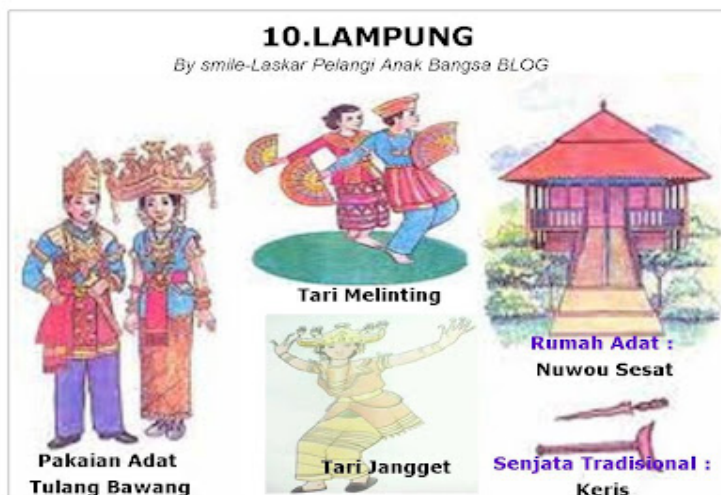 10.LAMPUNG
By smile-Laskar Pelangi Anak Bangsa BLOG
Tari Melinting
Rumah Adat :
Nuwou Sesat
Pakaian Adat
Tulang Bawang
Tari Jangget
Senjata Tradisional :
Keris